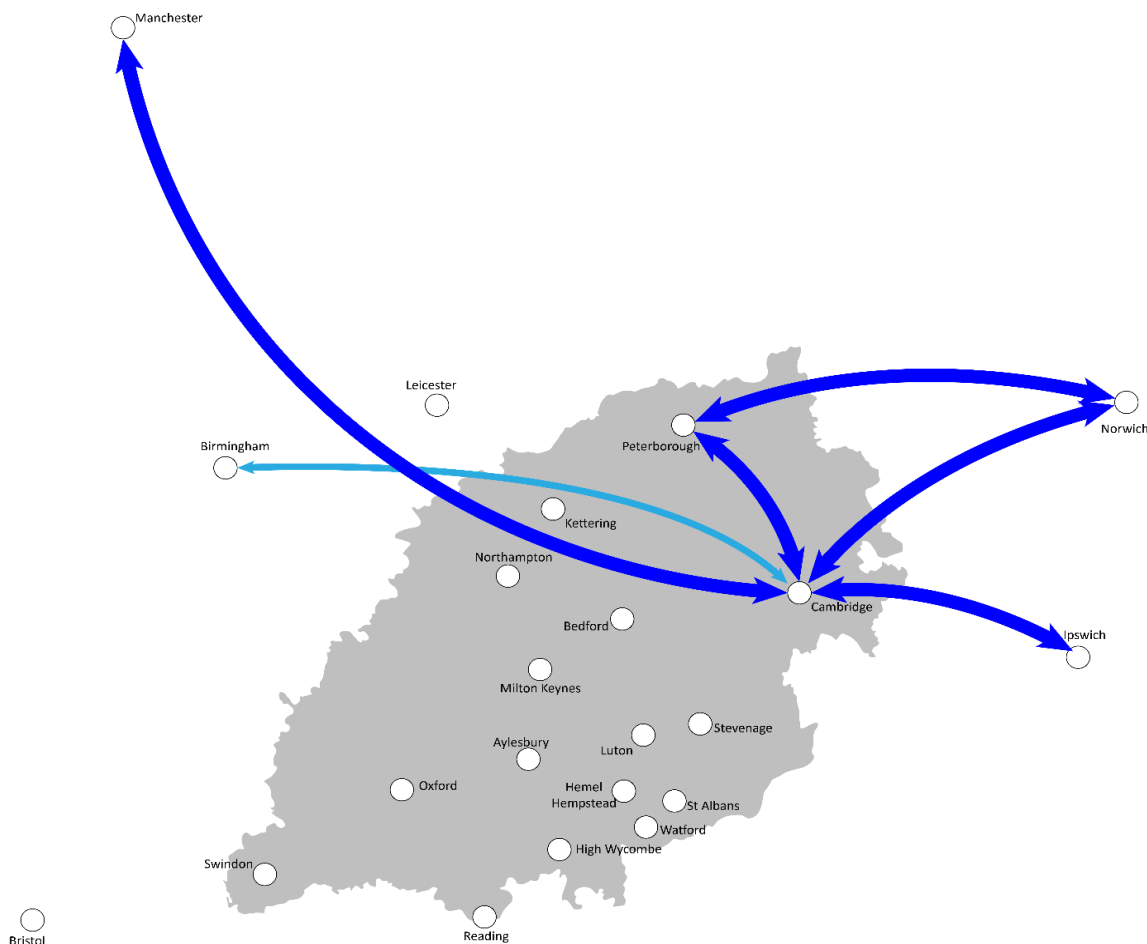 Manchester
Leicester
Birmingham
Peterborough
Norwich
Kettering
Northampton
Cambridge
Bedford
Ipswich
Milton Keynes
Stevenage
Aylesbury
Luton
Oxford
Hemel
Hempstead
St Albans
Watford
High Wycombe
Swindon
Reading
Bristol